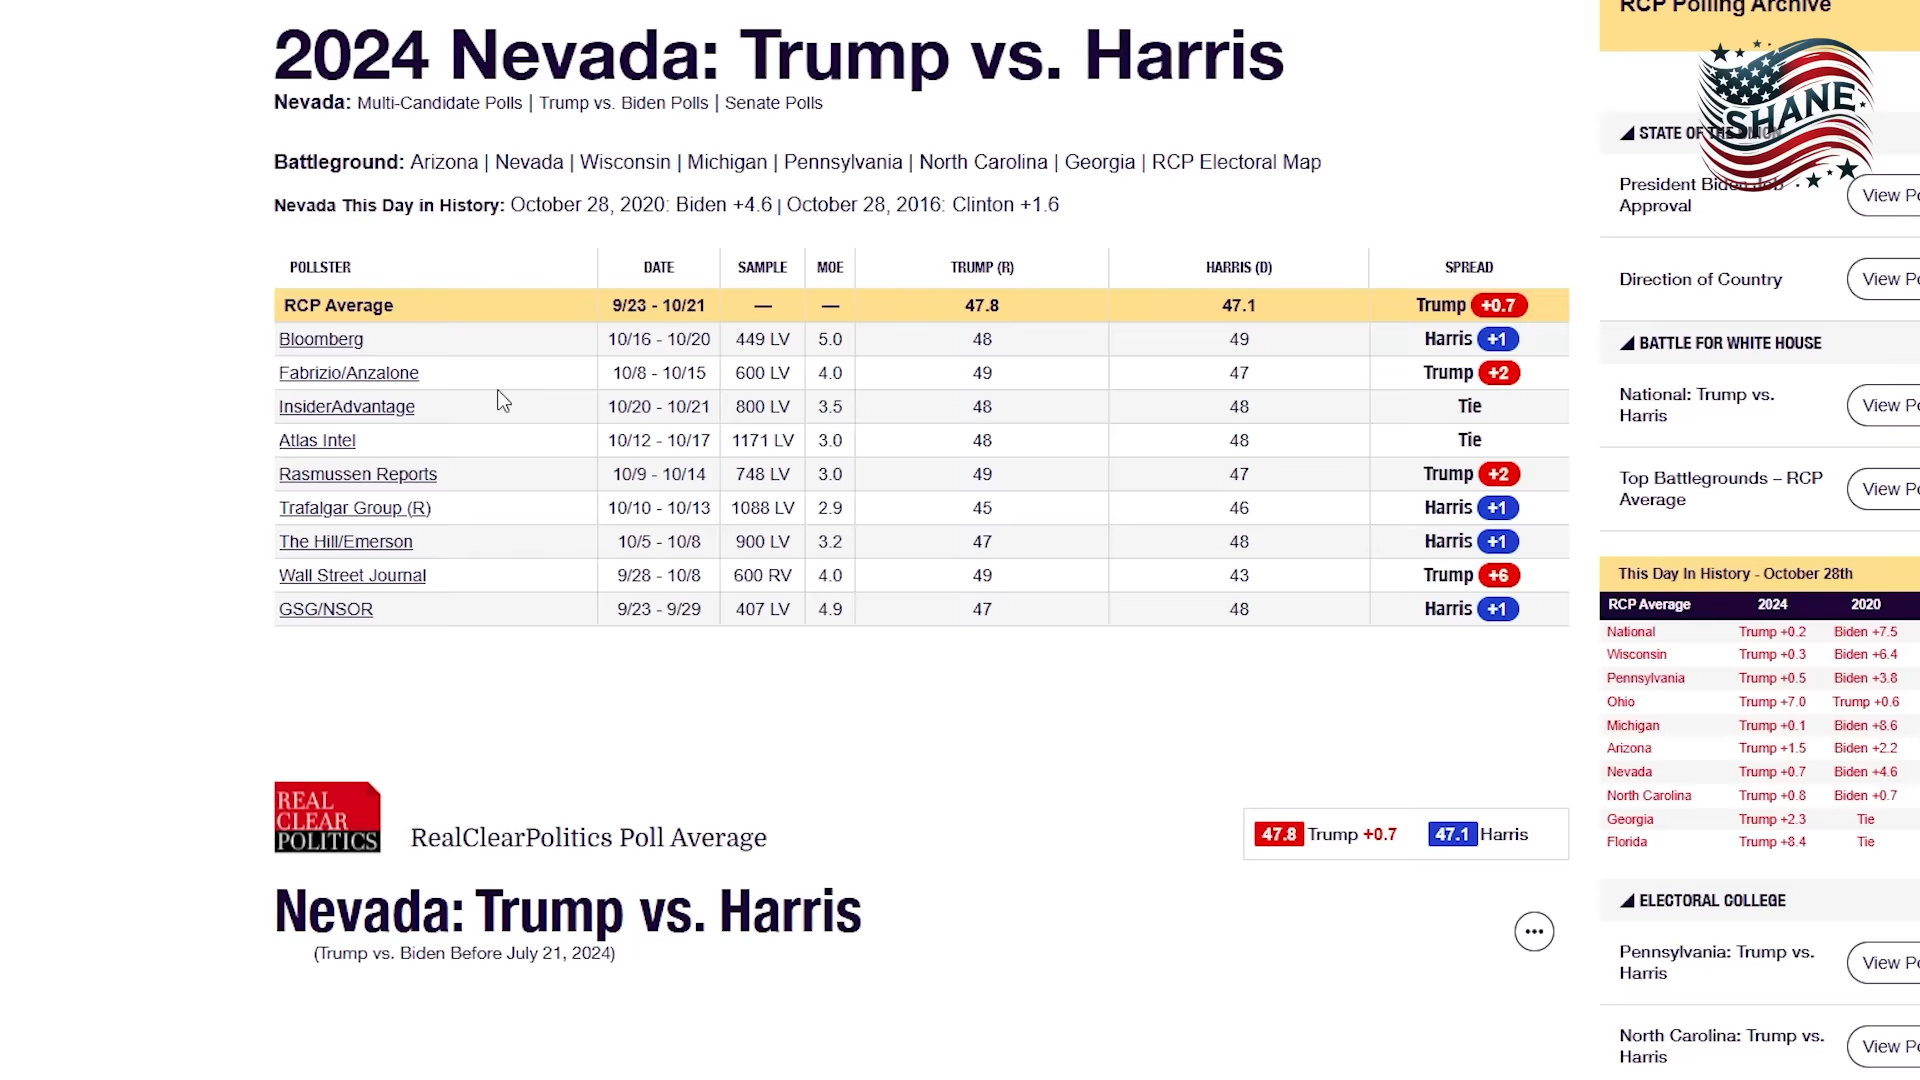 2024 Nevada: Trump vs. Harris
Nevada: Multi-Candidate Polls | Trump vs. Biden Polls | Senate Polls
Battleground: Arizona | Nevada | Wisconsin | Michigan | Pennsylvania | North Carolina | Georgia | RCP Electoral Map
Nevada This Day in History: October 28, 2020: Biden +4.6 | October 28, 2016: Clinton +1.6
POLLSTER DATE SAMPLE MOE TRUMP (R) HARRIS (D) SPREAD
RCP Average 9/23 - 10/21 — — 47.8 47.1 Trump +0.7
Bloomberg 10/16 - 10/20 449 LV 5.0 48 49 Harris +1
Fabrizio/Anzalone 10/8 - 10/15 600 LV 4.0 49 47 Trump +2
InsiderAdvantage 10/20 - 10/21 800 LV 3.5 48 48 Tie
Atlas Intel 10/12 - 10/17 1171 LV 3.0 48 48 Tie
Rasmussen Reports 10/9 - 10/14 748 LV 3.0 49 47 Trump +2
Trafalgar Group (R) 10/10 - 10/13 1088 LV 2.9 45 46 Harris +1
The Hill/Emerson 10/5 - 10/8 900 LV 3.2 47 48 Harris +1
Wall Street Journal 9/28 - 10/8 600 RV 4.0 49 43 Trump +6
GSG/NSOR 9/23 - 9/29 407 LV 4.9 47 48 Harris +1
REAL
CLEAR
POLITICS
RealClearPolitics Poll Average
47.8 Trump +0.7 47.1 Harris
Nevada: Trump vs. Harris
(Trump vs. Biden Before July 21, 2024)
RCP Polling Archive
SHANE
STATE OF THE UNION
President Biden Job
Approval
View Po
Direction of Country
View Po
BATTLE FOR WHITE HOUSE
National: Trump vs.
Harris
View Po
Top Battlegrounds – RCP
Average
View Po
This Day In History - October 28th
RCP Average 2024 2020
National Trump +0.2 Biden +7.5
Wisconsin Trump +0.3 Biden +6.4
Pennsylvania Trump +0.5 Biden +3.8
Ohio Trump +7.0 Trump +0.6
Michigan Trump +0.1 Biden +8.6
Arizona Trump +1.5 Biden +2.2
Nevada Trump +0.7 Biden +4.6
North Carolina Trump +0.8 Biden +0.7
Georgia Trump +2.3 Tie
Florida Trump +8.4 Tie
ELECTORAL COLLEGE
Pennsylvania: Trump vs.
Harris
View Po
North Carolina: Trump vs.
Harris
View Po